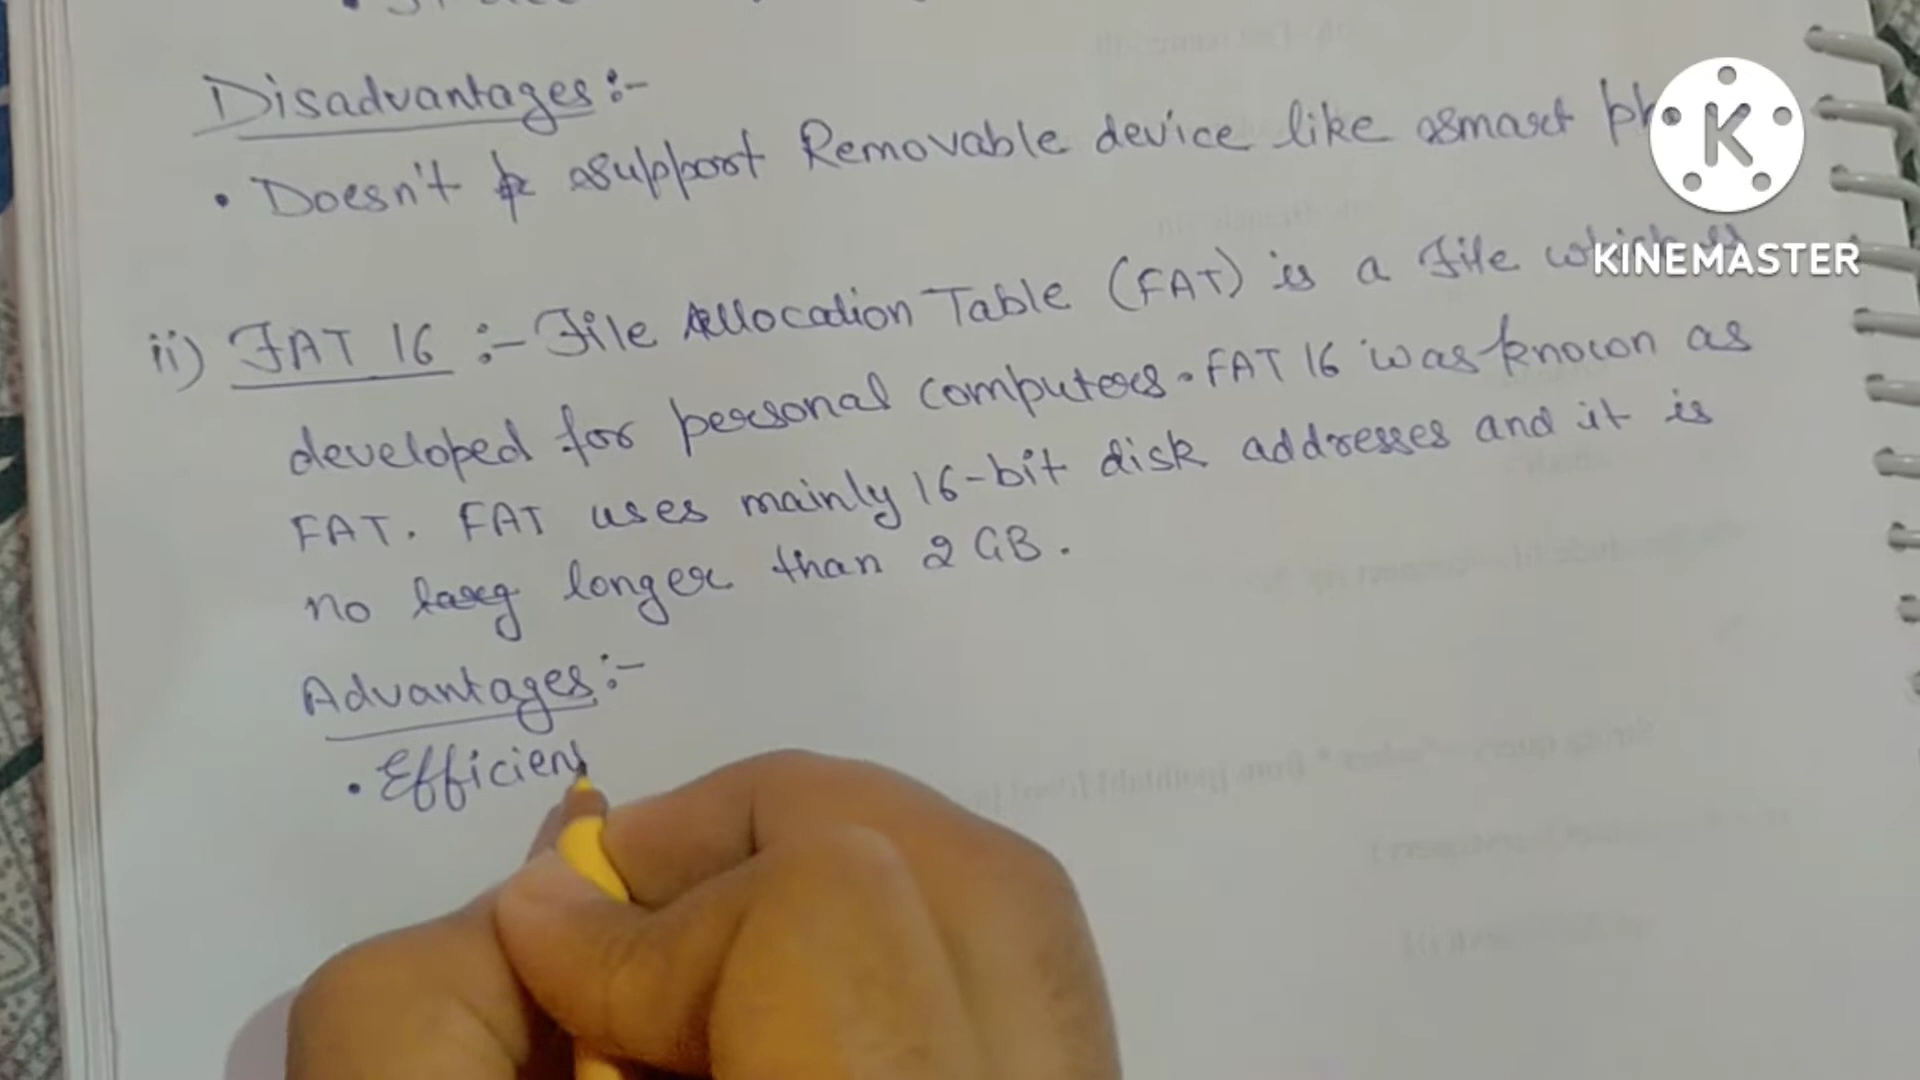 Disadvantages :-
• Doesn't support Removable device like smart pho
K
KINEMASTER
ii) FAT 16 :- File Allocation Table (FAT) is a file which
developed for personal computers. FAT 16 was known as
FAT. FAT uses mainly 16-bit disk addresses and it is
no longer than 2 GB.
Advantages :-
• Efficient